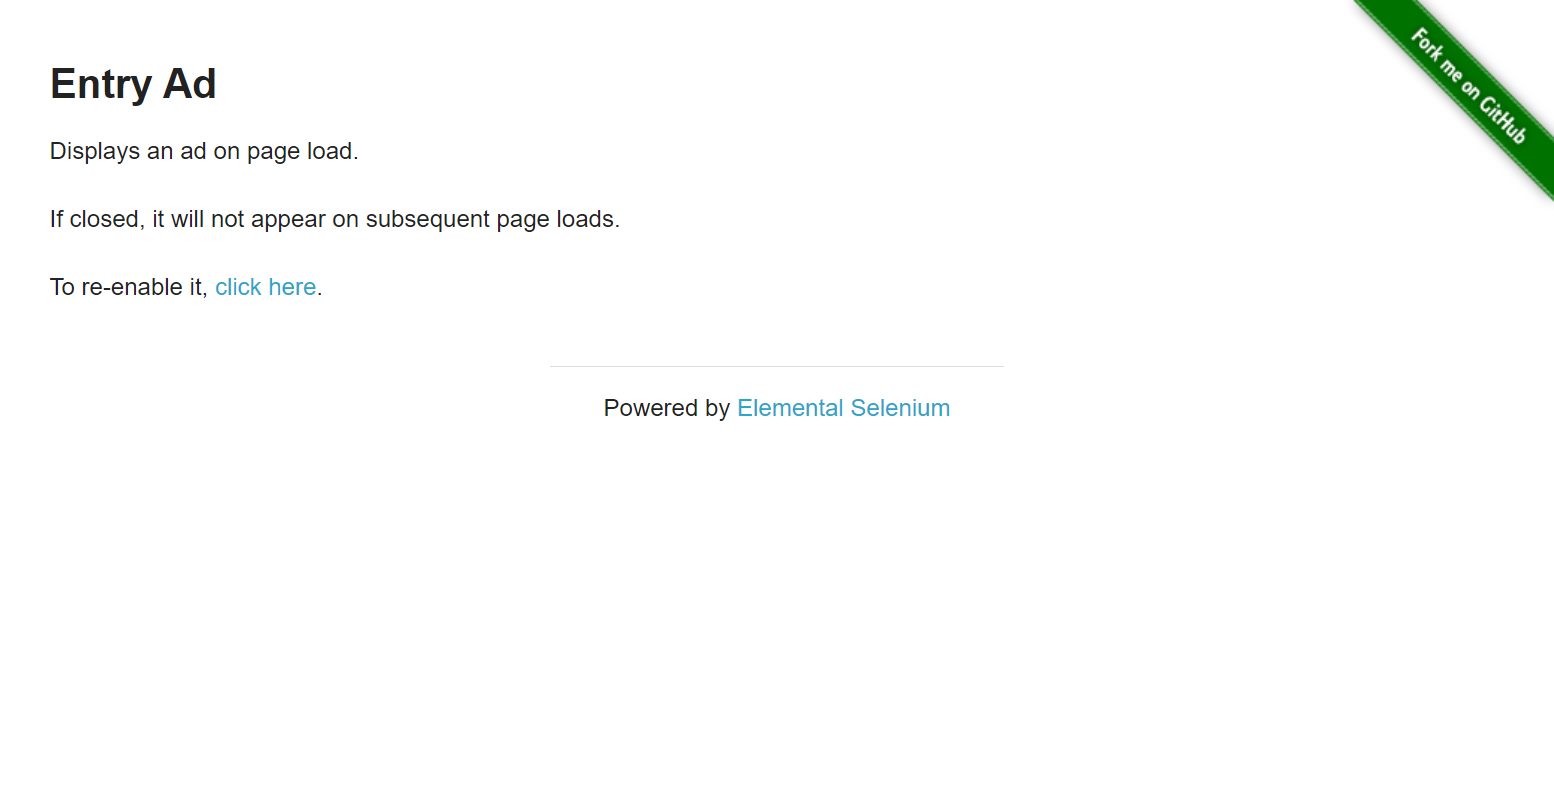 Fork me on GitHub
Entry Ad
Displays an ad on page load.
If closed, it will not appear on subsequent page loads.
To re-enable it, click here.
Powered by Elemental Selenium